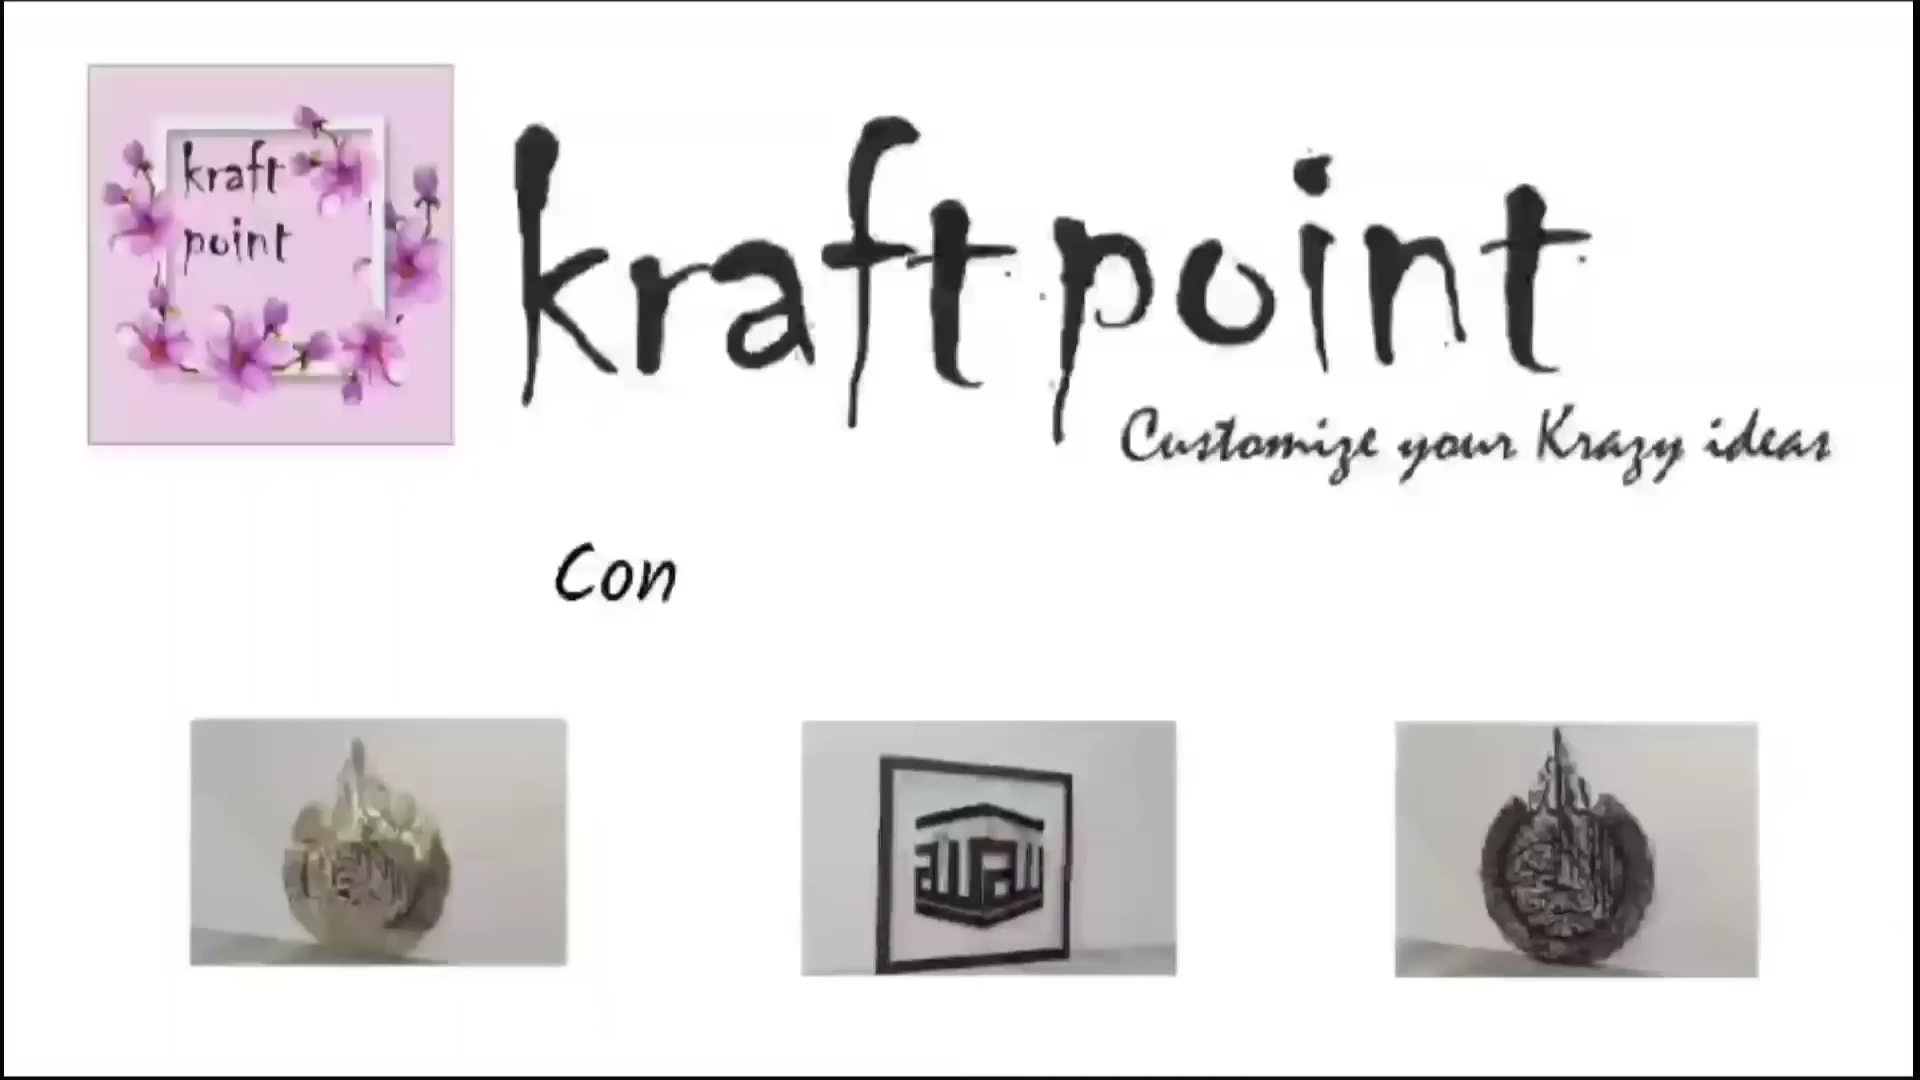 kraft
point
kraft point
Customize your Krazy ideas
Con